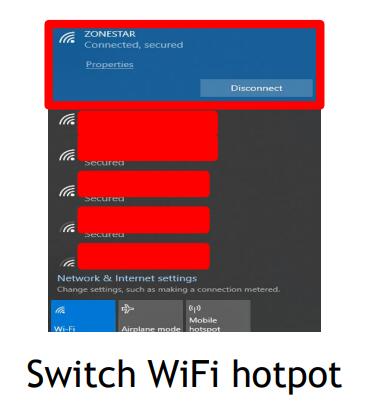 ZONESTAR
Connected, secured
Properties
Disconnect
Secured
Secured
Secured
Network & Internet settings
Change settings, such as making a connection metered.
Wi-Fi
Airplane mode
Mobile
hotspot
Switch WiFi hotpot